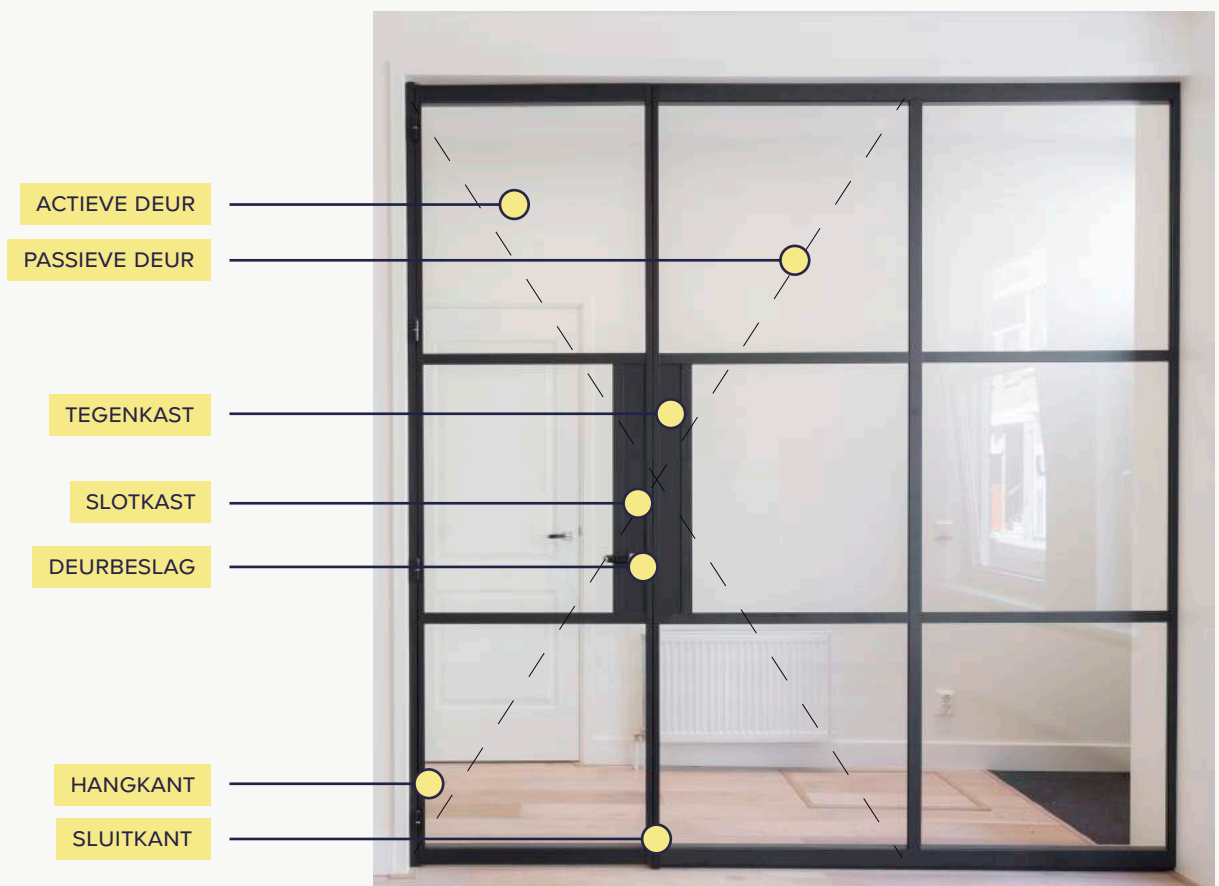 ACTIEVE DEUR
PASSIEVE DEUR
TEGENKAST
SLOTKAST
DEURBESLAG
HANGKANT
SLUITKANT